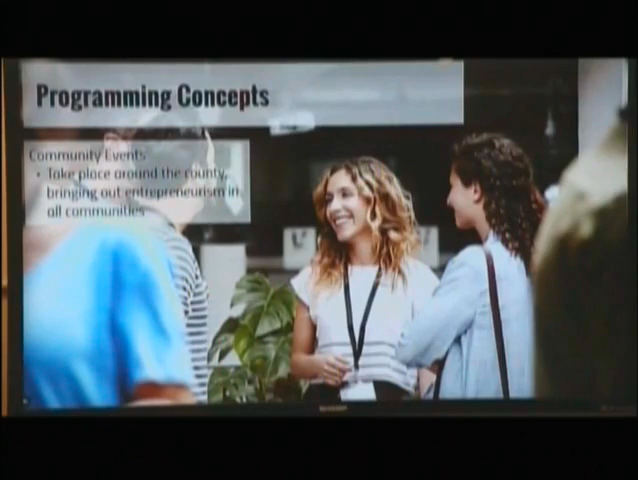 Programming Concepts
Community Events
• Take place around the county,
bringing out entrepreneurism in
all communities